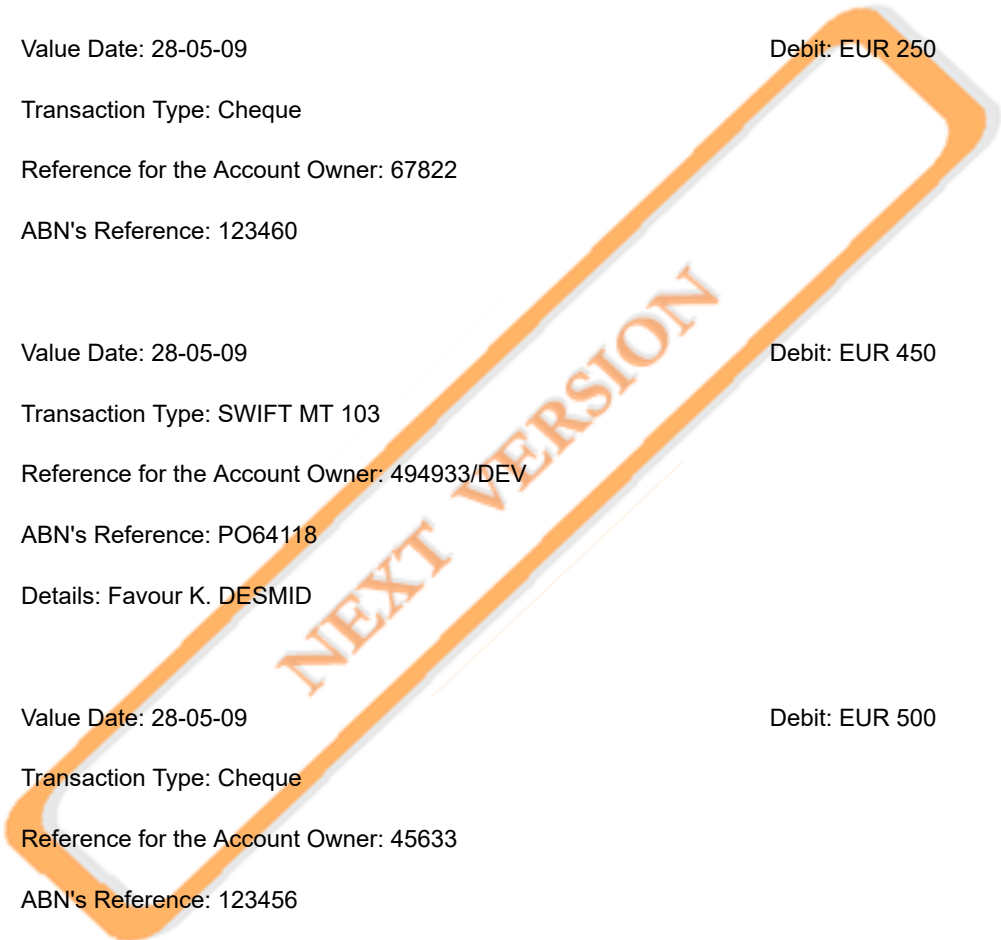 Value Date: 28-05-09 Debit: EUR 250
Transaction Type: Cheque
Reference for the Account Owner: 67822
ABN's Reference: 123460
Value Date: 28-05-09 Debit: EUR 450
Transaction Type: SWIFT MT 103
Reference for the Account Owner: 494933/DEV
ABN's Reference: PO64118
Details: Favour K. DESMID
NEXT VERSION
Value Date: 28-05-09 Debit: EUR 500
Transaction Type: Cheque
Reference for the Account Owner: 45633
ABN's Reference: 123456